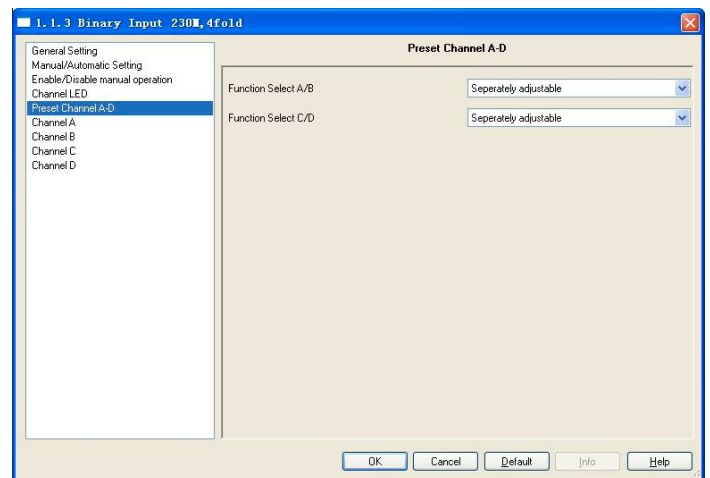 1.1.3 Binary Input 230M,4fold
General Setting
Manual/Automatic Setting
Enable/Disable manual operation
Channel LED
Preset Channel A-D
Channel A
Channel B
Channel C
Channel D
Preset Channel A-D
Function Select A/B
Seperately adjustable
Function Select C/D
Seperately adjustable
OK
Cancel
Default
Info
Help